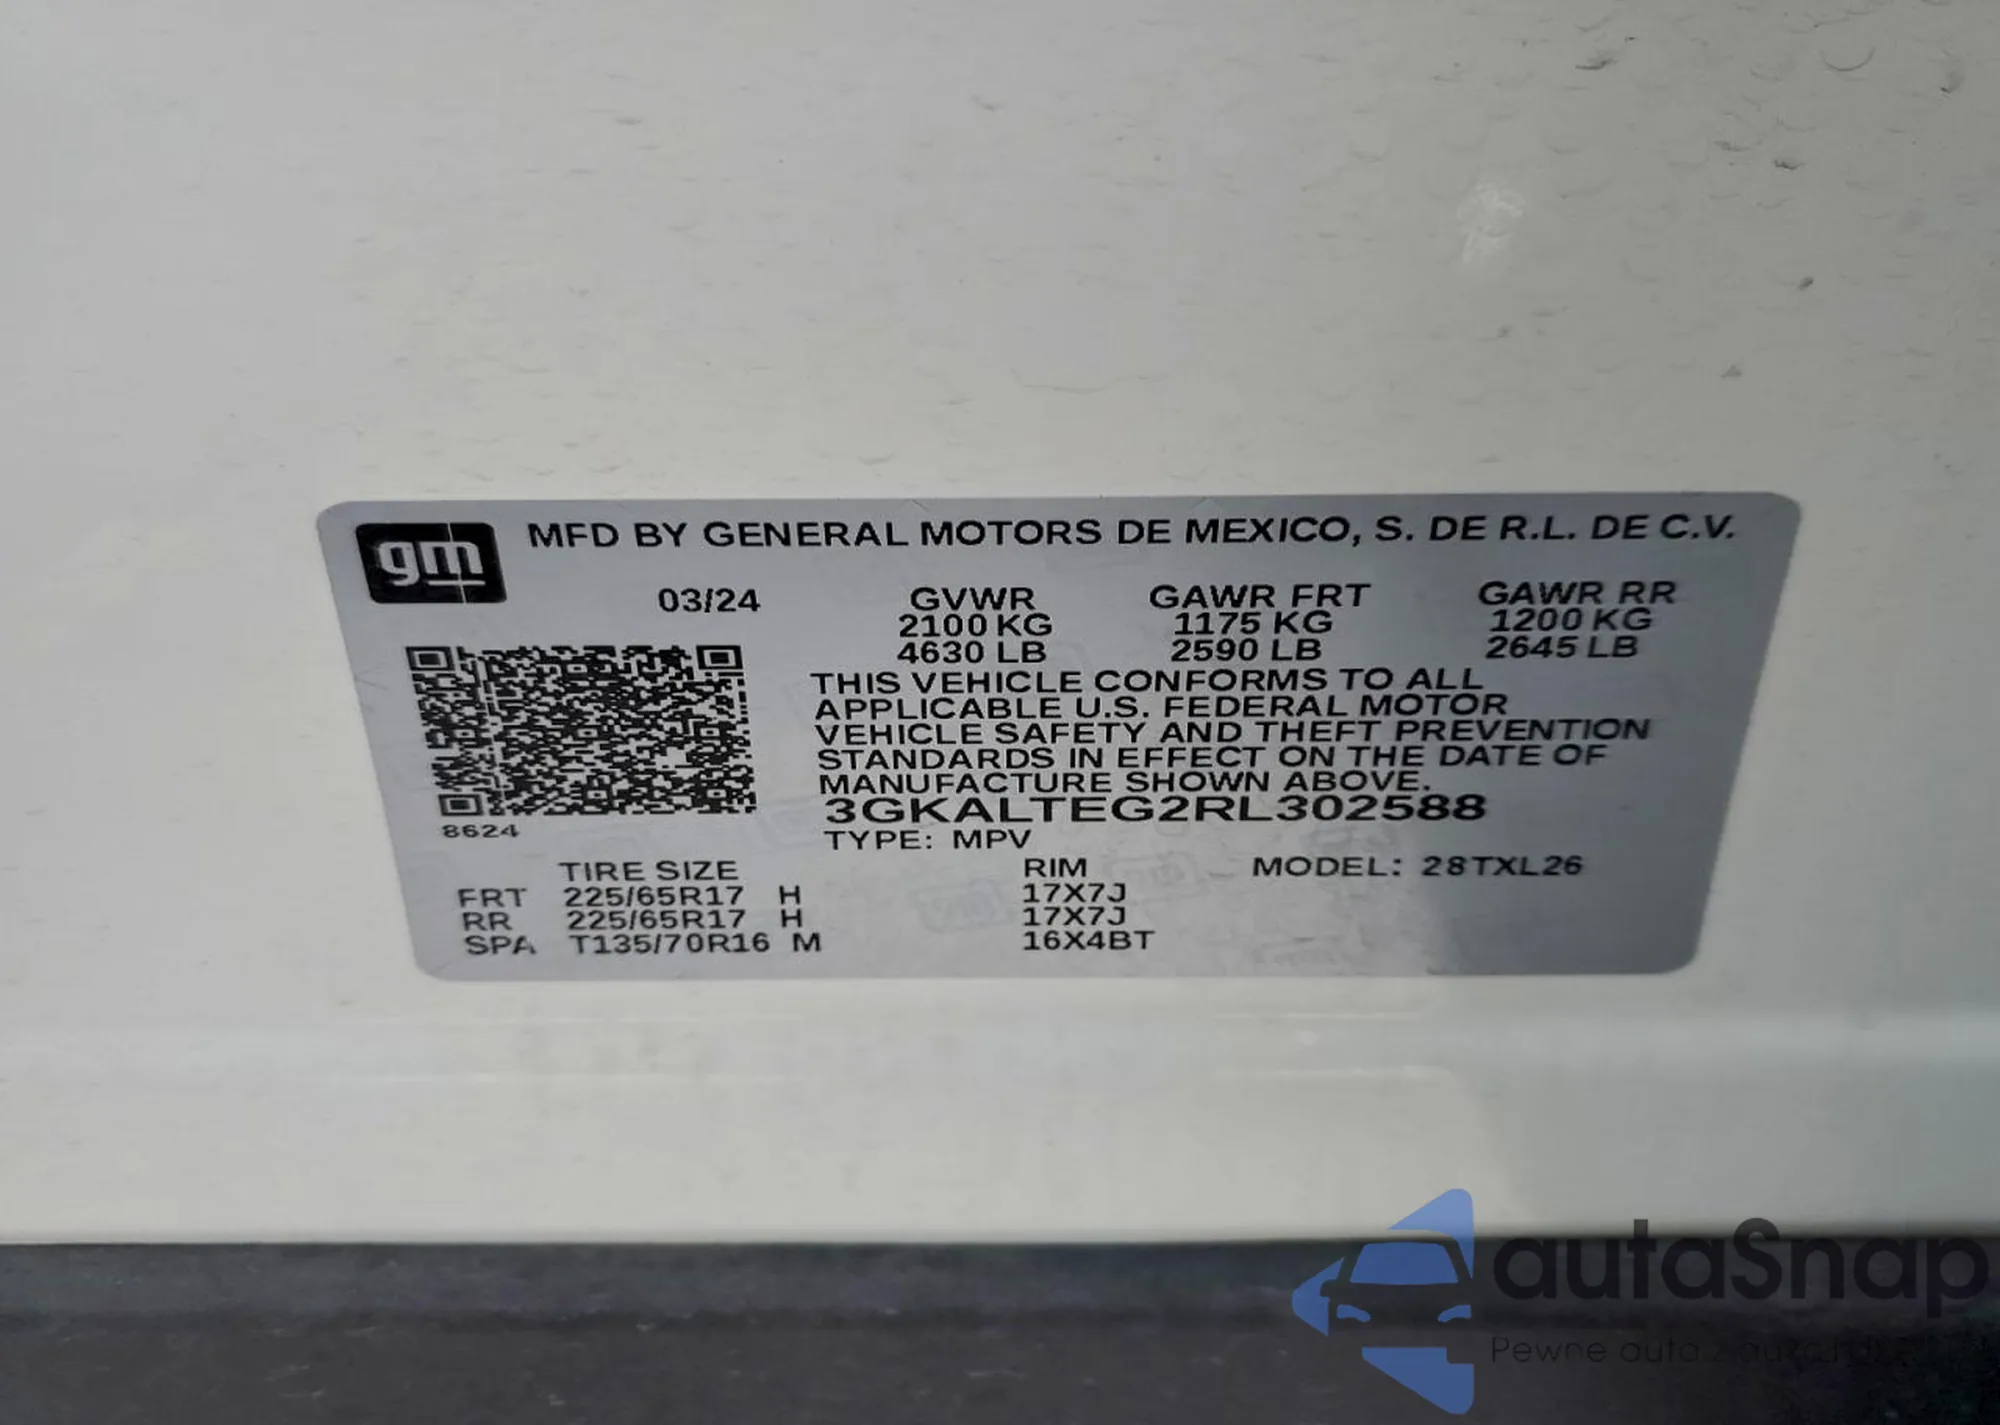 gm
MFD BY GENERAL MOTORS DE MEXICO, S. DE R.L. DE C.V.
03/24 GVWR GAWR FRT GAWR RR
2100 KG 1175 KG 1200 KG
4630 LB 2590 LB 2645 LB
THIS VEHICLE CONFORMS TO ALL
APPLICABLE U.S. FEDERAL MOTOR
VEHICLE SAFETY AND THEFT PREVENTION
STANDARDS IN EFFECT ON THE DATE OF
MANUFACTURE SHOWN ABOVE.
3GKALTEG2RL302588
8624
TYPE: MPV
TIRE SIZE RIM MODEL: 28TXL26
FRT 225/65R17 H 17X7J
RR 225/65R17 H 17X7J
SPA T135/70R16 M 16X4BT
autaSnap
Pewne auta z